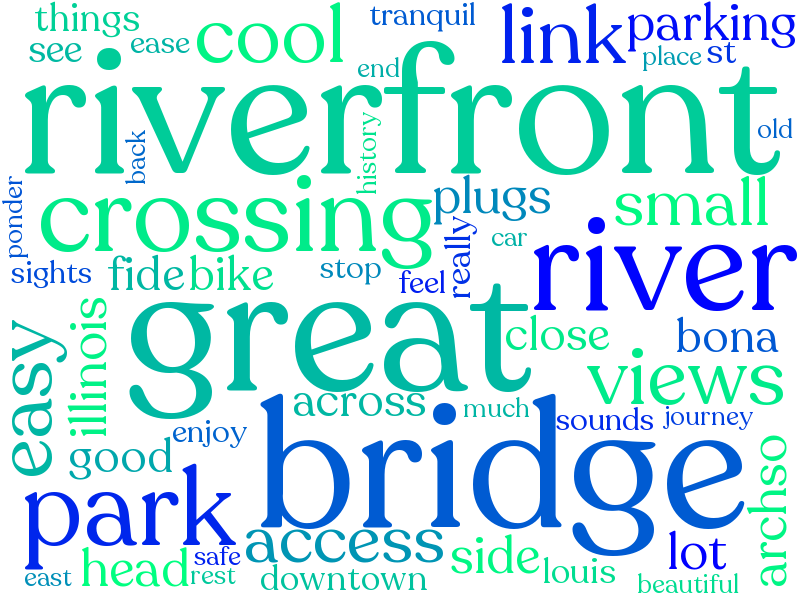 things
cool
tranquil
link
parking
see
ease
end
place
st
riverfront
old
back
history
ponder
crossing
plugs
small
really
car
river
sights
fide
bike
stop
feel
great
easy
illinois
close
bona
views
across
much
sounds
journey
enjoy
good
bridge
park
access
archso
side
lot
safe
head
east
rest
downtown
louis
beautiful